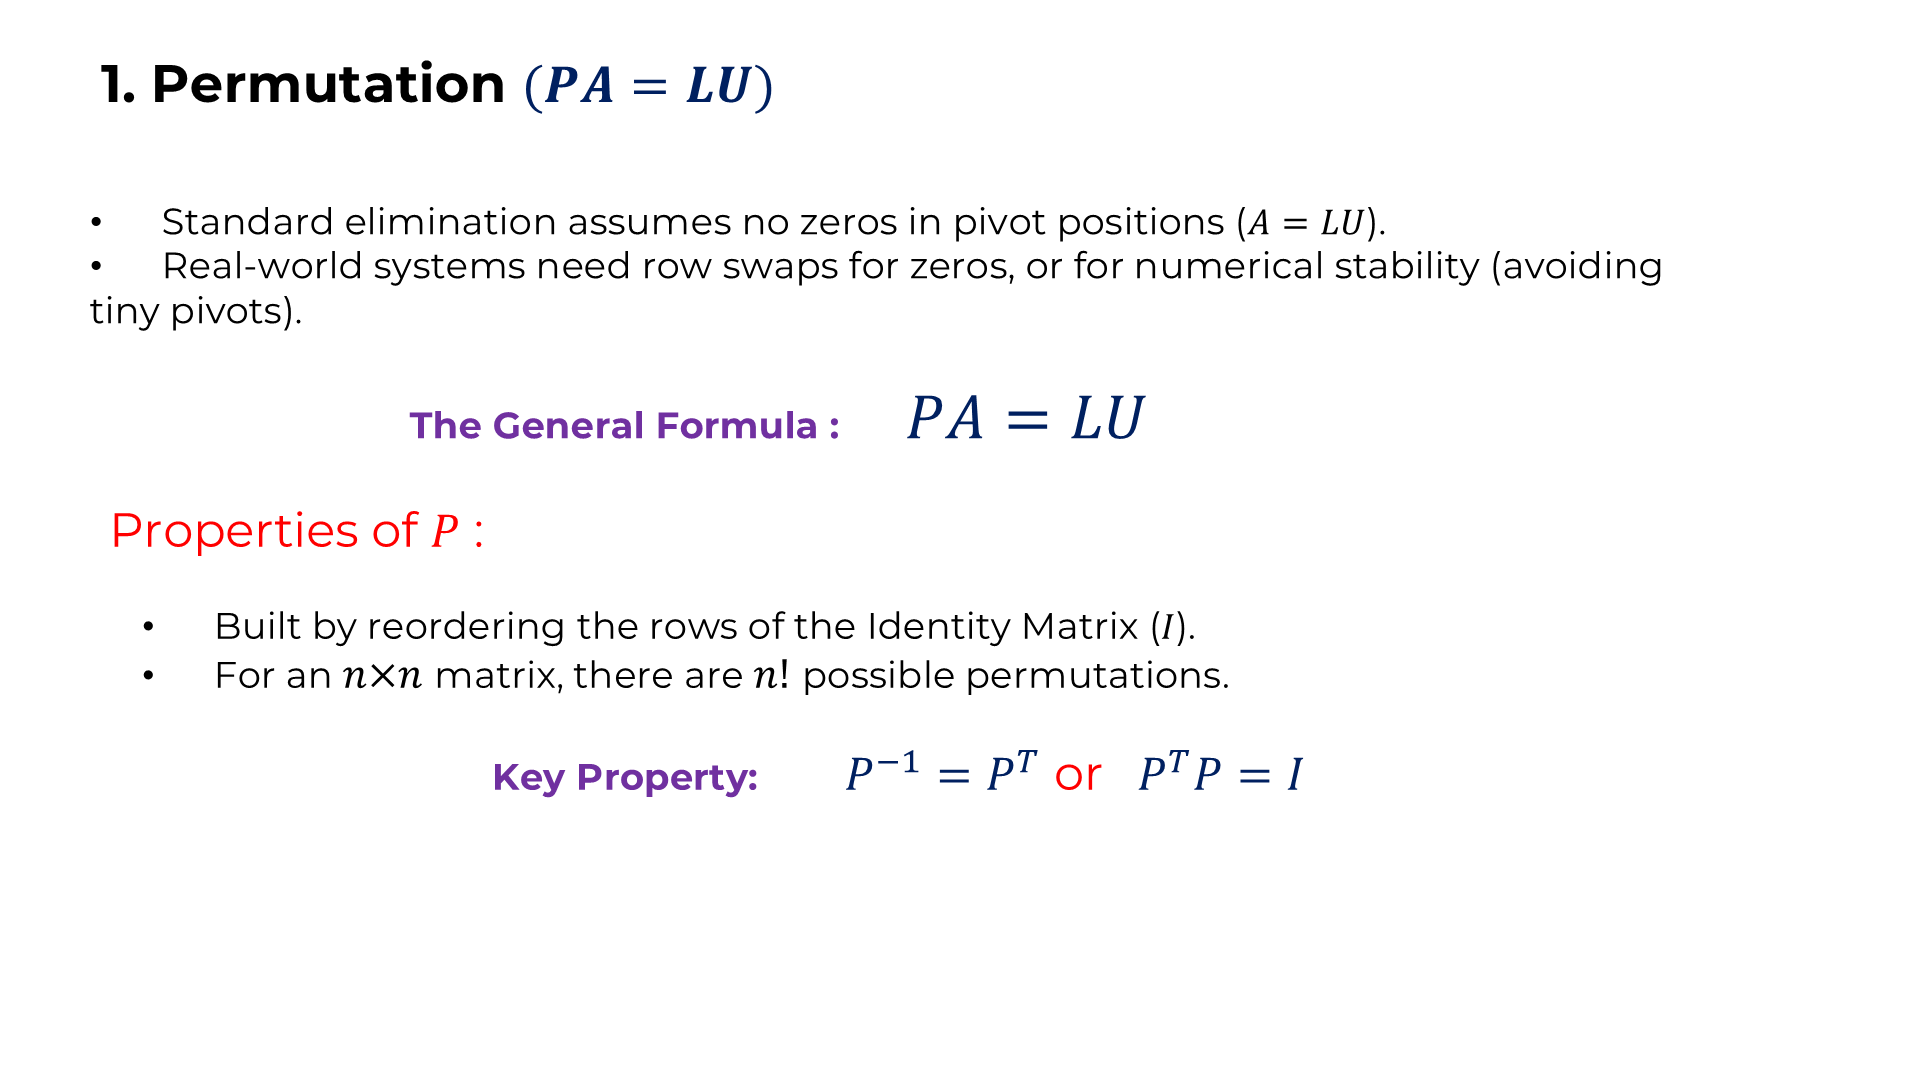 1. Permutation (PA = LU)
• Standard elimination assumes no zeros in pivot positions (A = LU).
• Real-world systems need row swaps for zeros, or for numerical stability (avoiding
tiny pivots).
The General Formula : PA = LU
Properties of P :
• Built by reordering the rows of the Identity Matrix (I).
• For an n×n matrix, there are n! possible permutations.
Key Property: P⁻¹ = Pᵀ or PᵀP = I